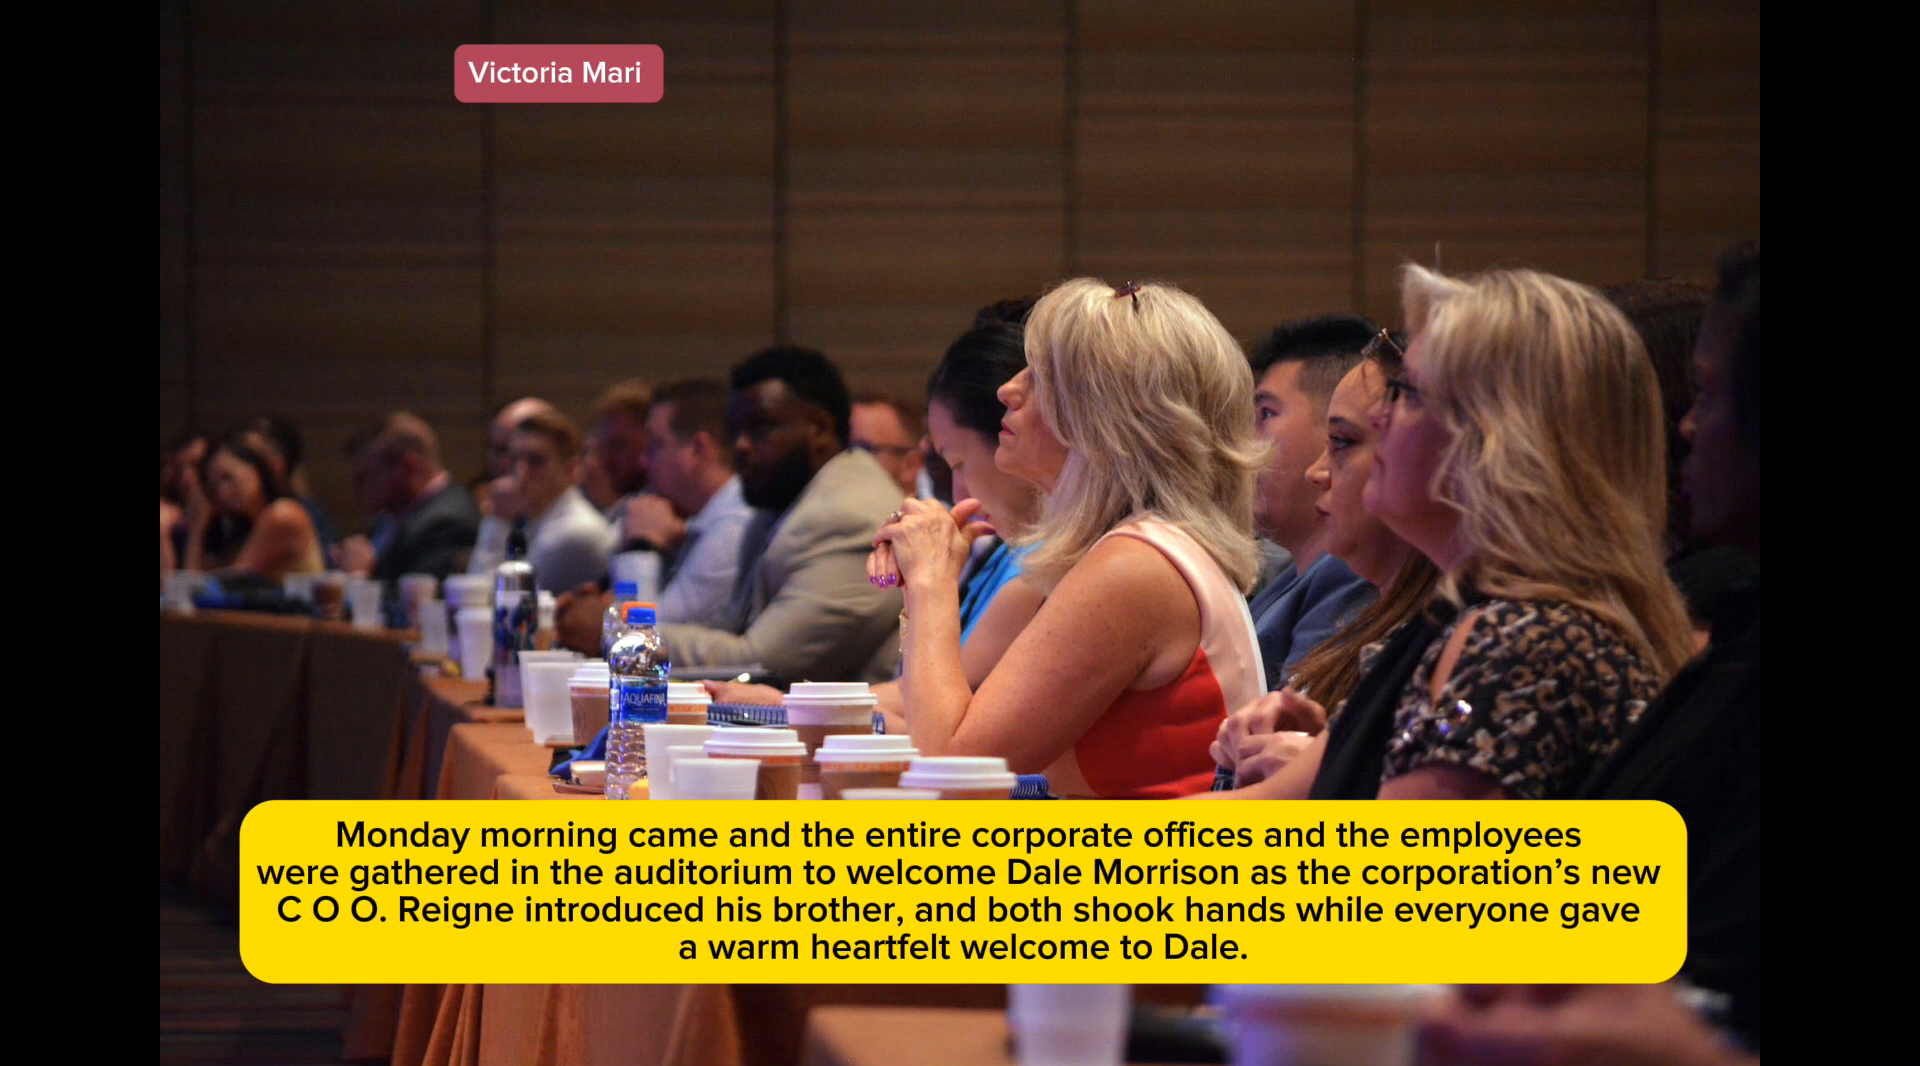 Victoria Mari
AQUAFINA
Monday morning came and the entire corporate offices and the employees
were gathered in the auditorium to welcome Dale Morrison as the corporation’s new
C O O. Reigne introduced his brother, and both shook hands while everyone gave
a warm heartfelt welcome to Dale.